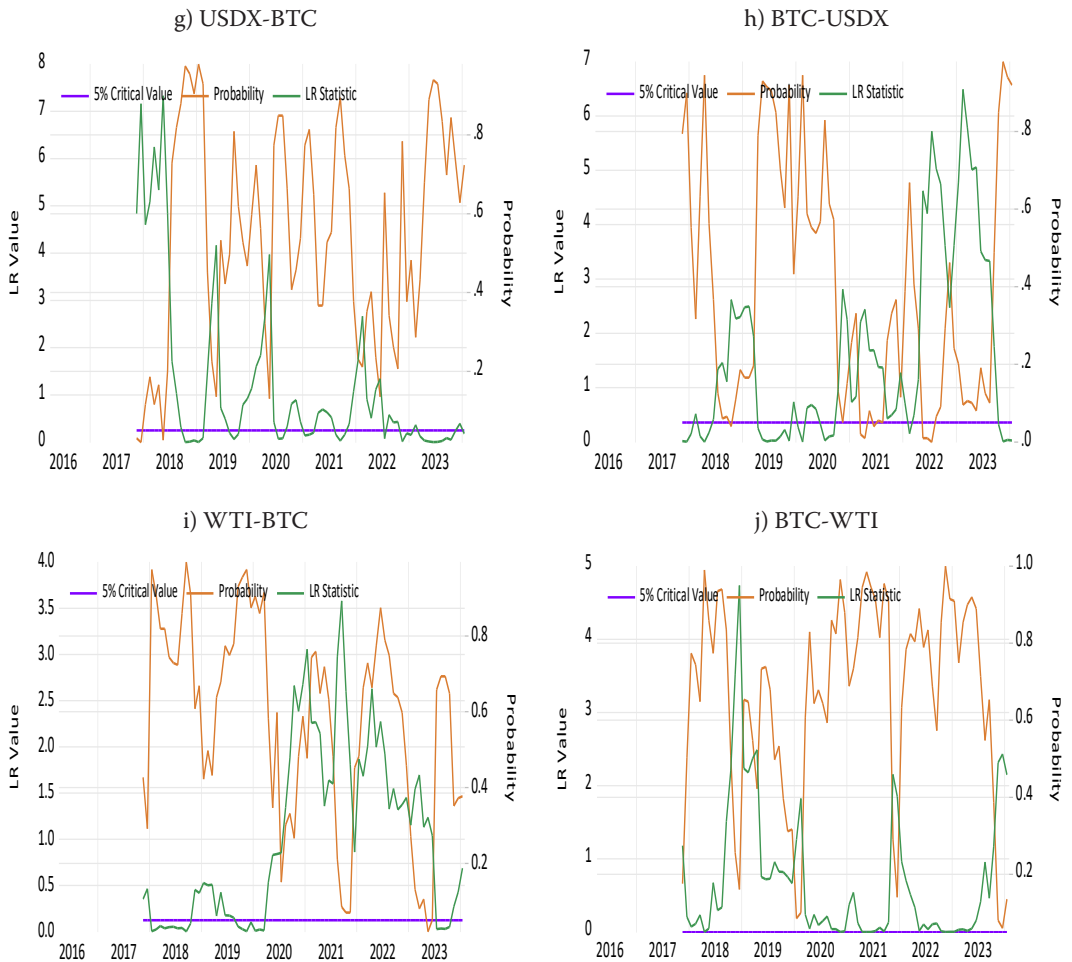 g) USDX-BTC
8
7
6
5
4
3
2
1
0
LR Value
5% Critical Value Probability LR Statistic
.8
.6
.4
.2
.0
Probability
2016 2017 2018 2019 2020 2021 2022 2023
h) BTC-USDX
7
6
5
4
3
2
1
0
LR Value
5% Critical Value Probability LR Statistic
.8
.6
.4
.2
.0
Probability
2016 2017 2018 2019 2020 2021 2022 2023
i) WTI-BTC
4.0
3.5
3.0
2.5
2.0
1.5
1.0
0.5
0.0
LR Value
5% Critical Value Probability LR Statistic
0.8
0.6
0.4
0.2
Probability
2016 2017 2018 2019 2020 2021 2022 2023
j) BTC-WTI
5
4
3
2
1
0
LR Value
5% Critical Value Probability LR Statistic
1.0
0.8
0.6
0.4
0.2
Probability
2016 2017 2018 2019 2020 2021 2022 2023